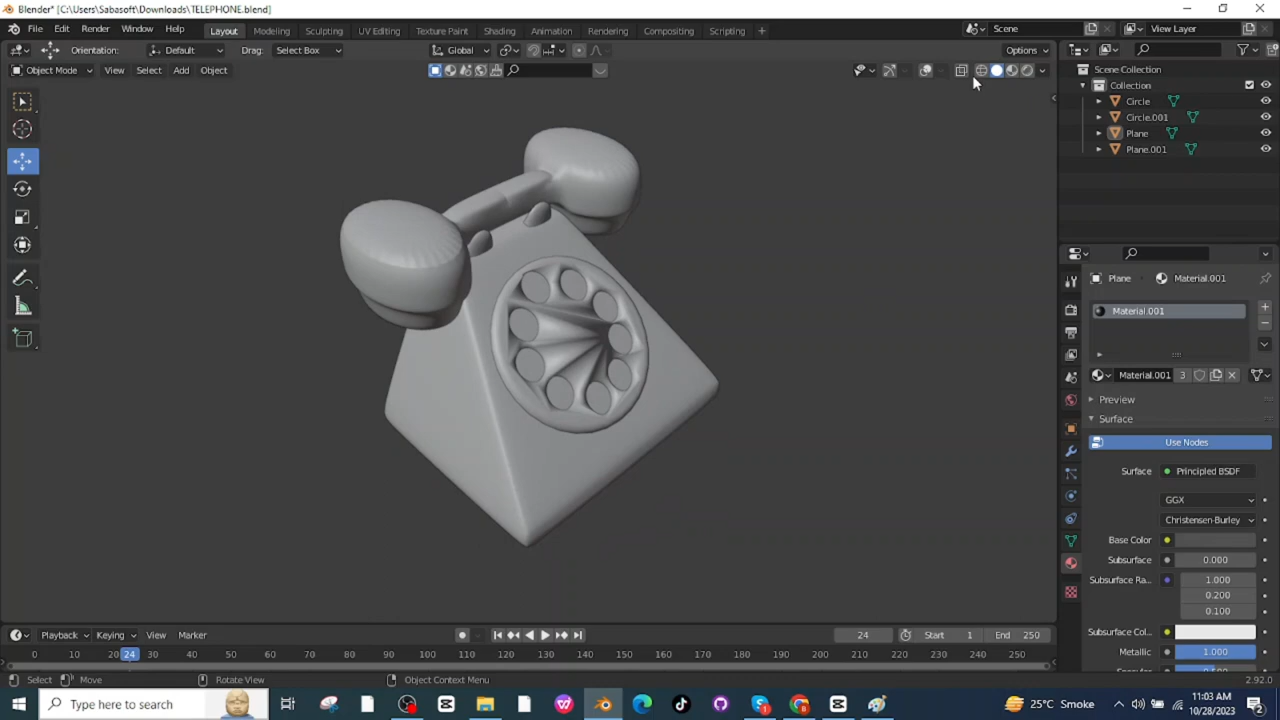 Blender* [C:\Users\Sabasoft\Downloads\TELEPHONE.blend]
File Edit Render Window Help Layout Modeling Sculpting UV Editing Texture Paint Shading Animation Rendering Compositing Scripting + Scene View Layer
Orientation: Default Drag: Select Box Global Options
Object Mode View Select Add Object
Scene Collection
Collection
Circle
Circle.001
Plane
Plane.001
Plane Material.001
Material.001
Material.001 3
Preview
Surface
Use Nodes
Surface Principled BSDF
GGX
Christensen-Burley
Base Color
Subsurface 0.000
Subsurface Ra... 1.000
0.200
0.100
Subsurface Col...
Metallic 1.000
Playback Keying View Marker 24 Start 1 End 250
0 10 20 24 30 40 50 60 70 80 90 100 110 120 130 140 150 160 170 180 190 200 210 220 230 240 250
Select Move Rotate View Object Context Menu 2.92.0
Type here to search 25°C Smoke 11:03 AM
10/28/2023